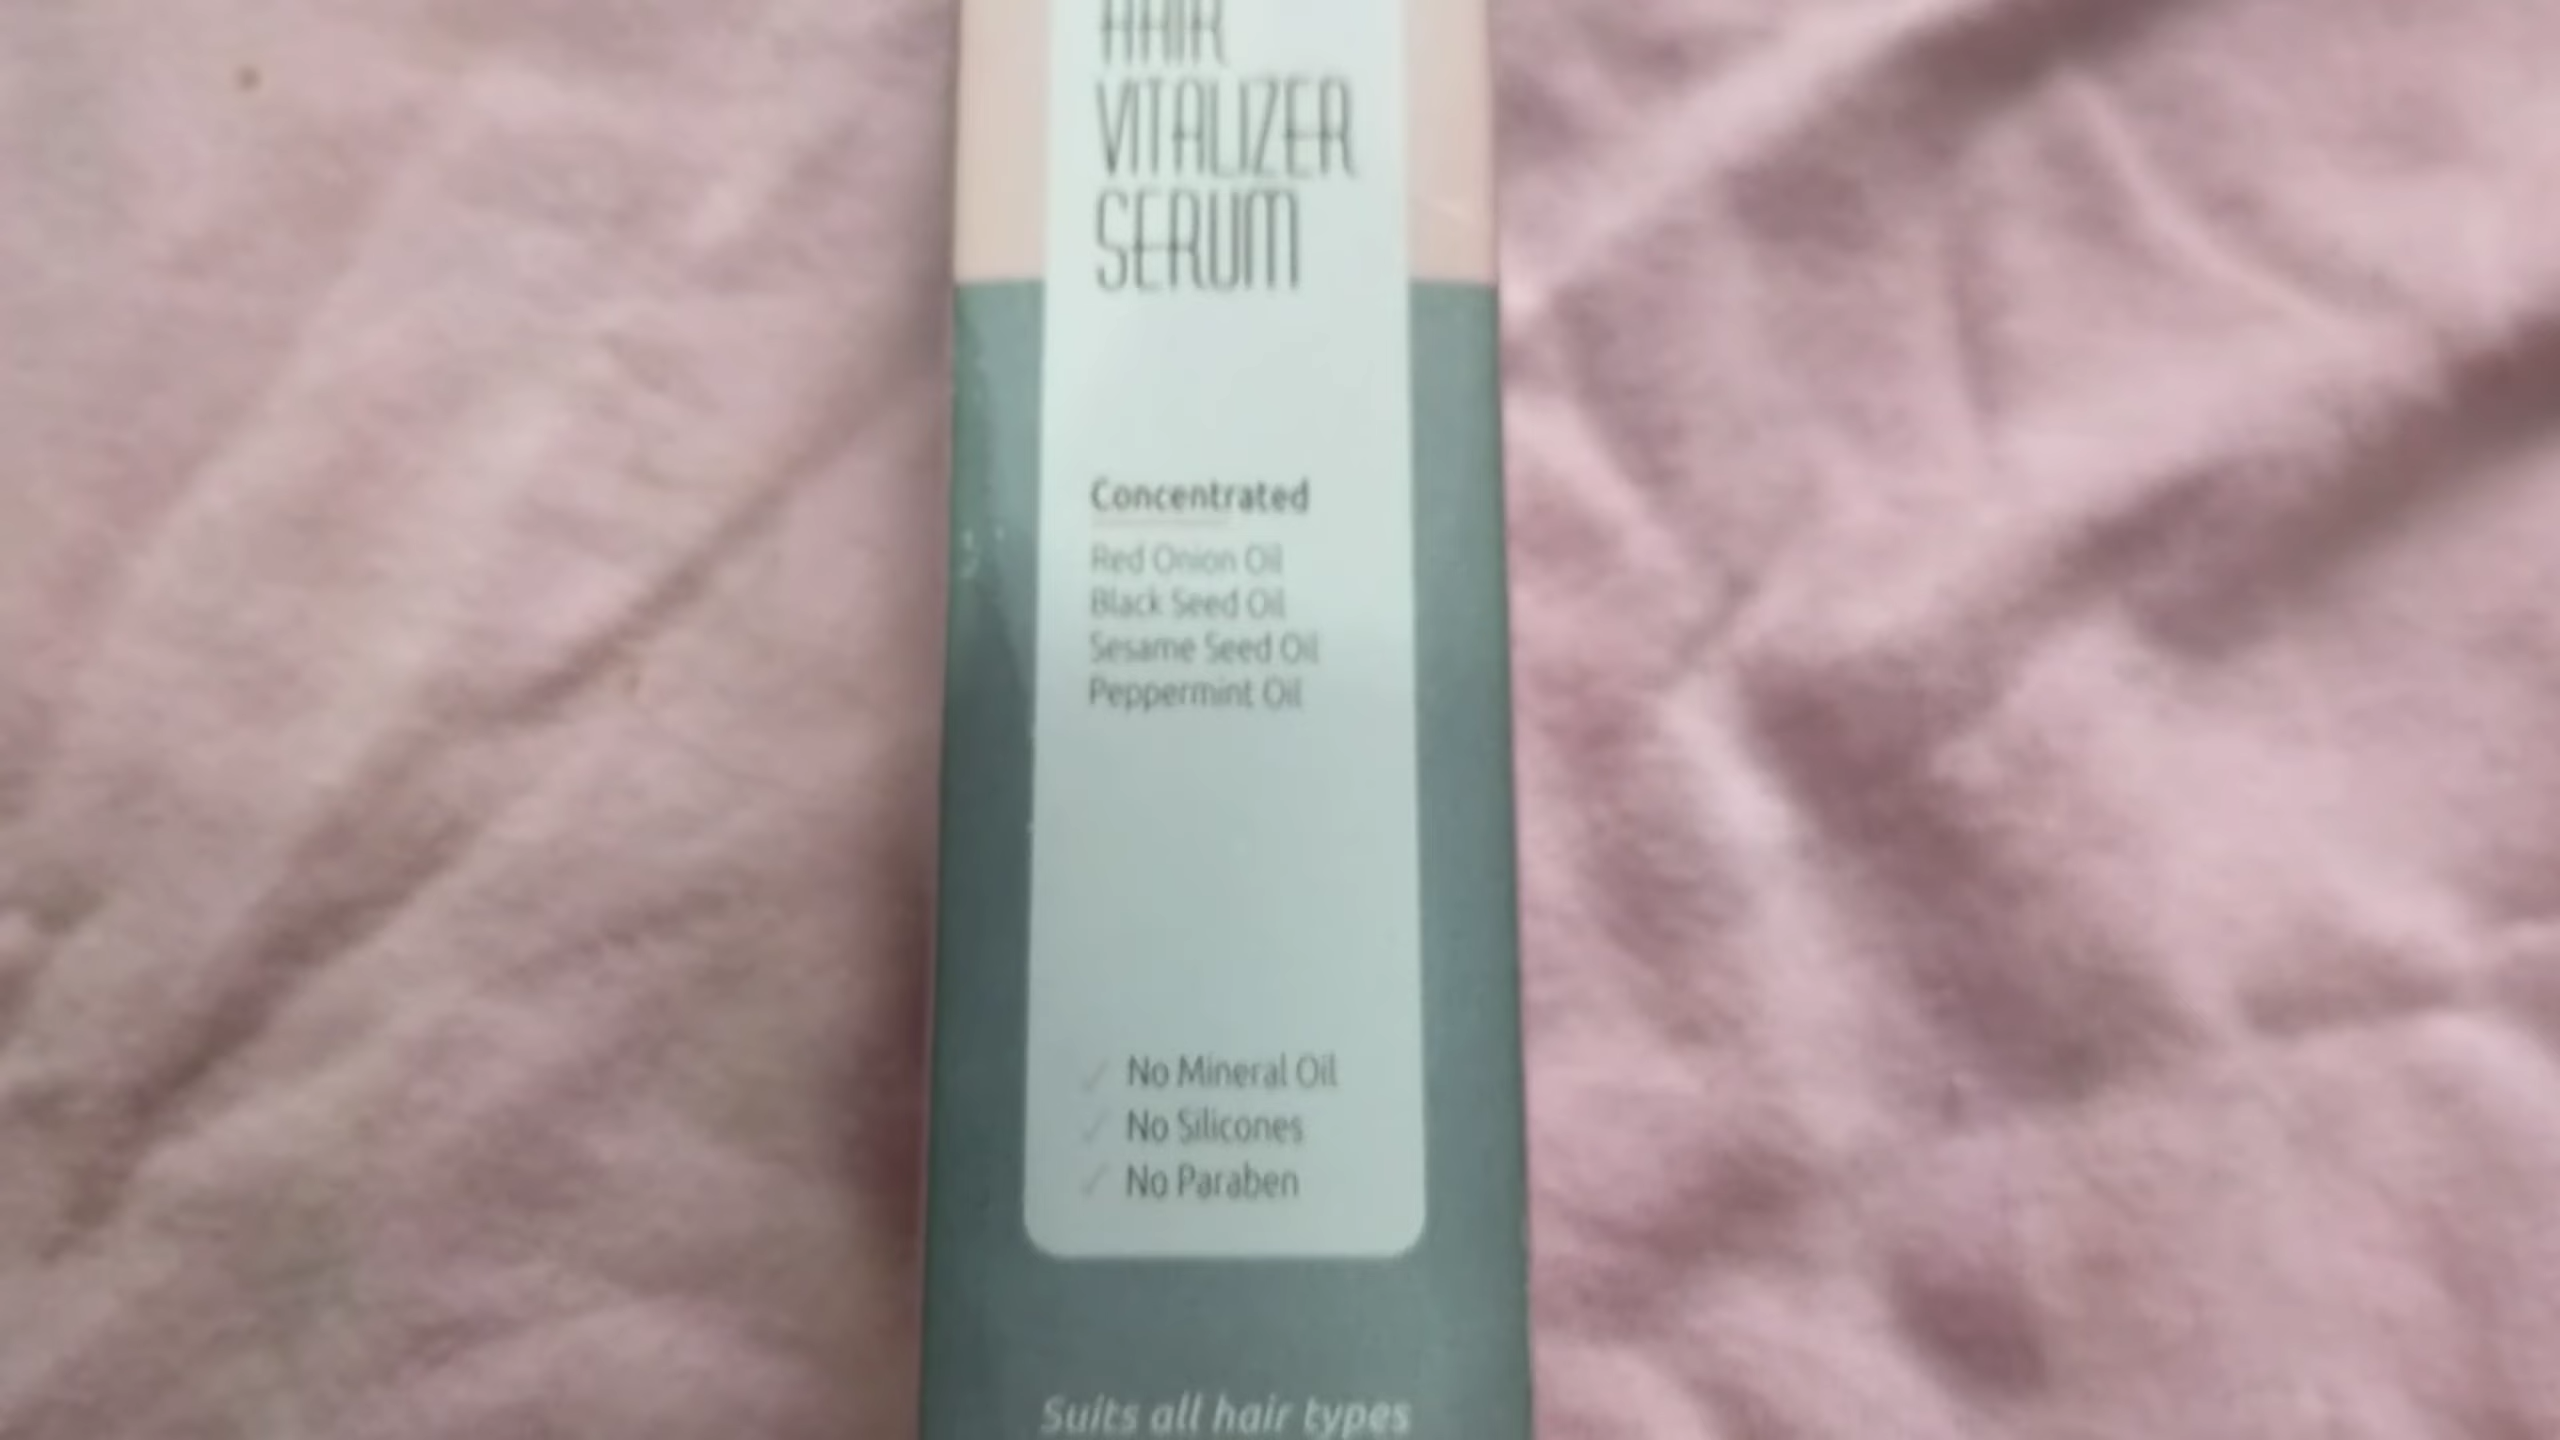 HAIR
VITALIZER
SERUM
Concentrated
Red Onion Oil
Black Seed Oil
Sesame Seed Oil
Peppermint Oil
✓ No Mineral Oil
✓ No Silicones
✓ No Paraben
Suits all hair types